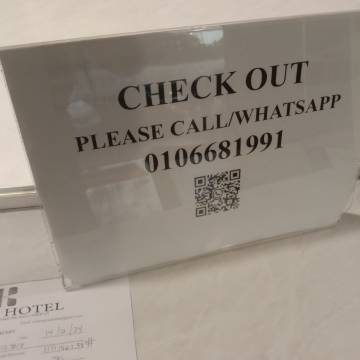 CHECK OUT
PLEASE CALL/WHATSAPP
0106681991
HOTEL